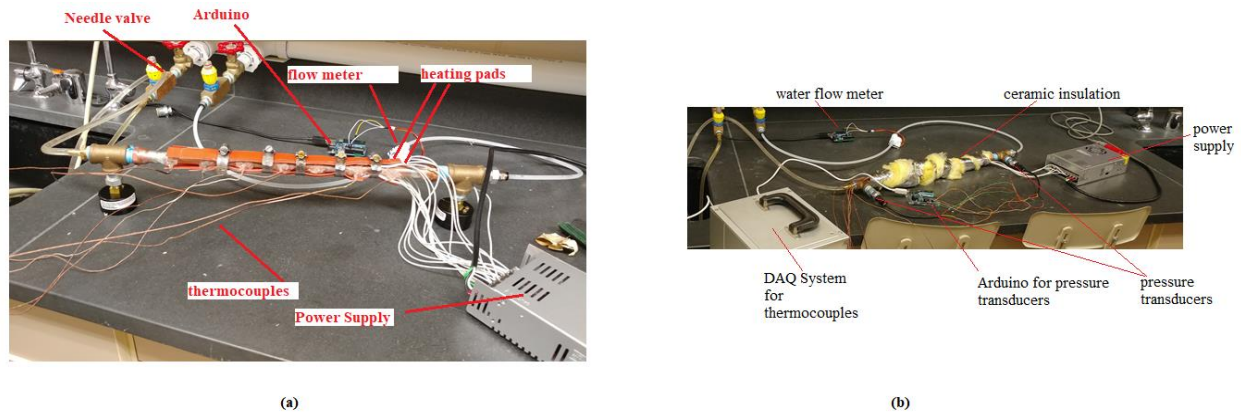 Needle valve
Arduino
flow meter
heating pads
thermocouples
Power Supply
(a)
water flow meter
ceramic insulation
power
supply
DAQ System
for
thermocouples
Arduino for pressure
transducers
pressure
transducers
(b)